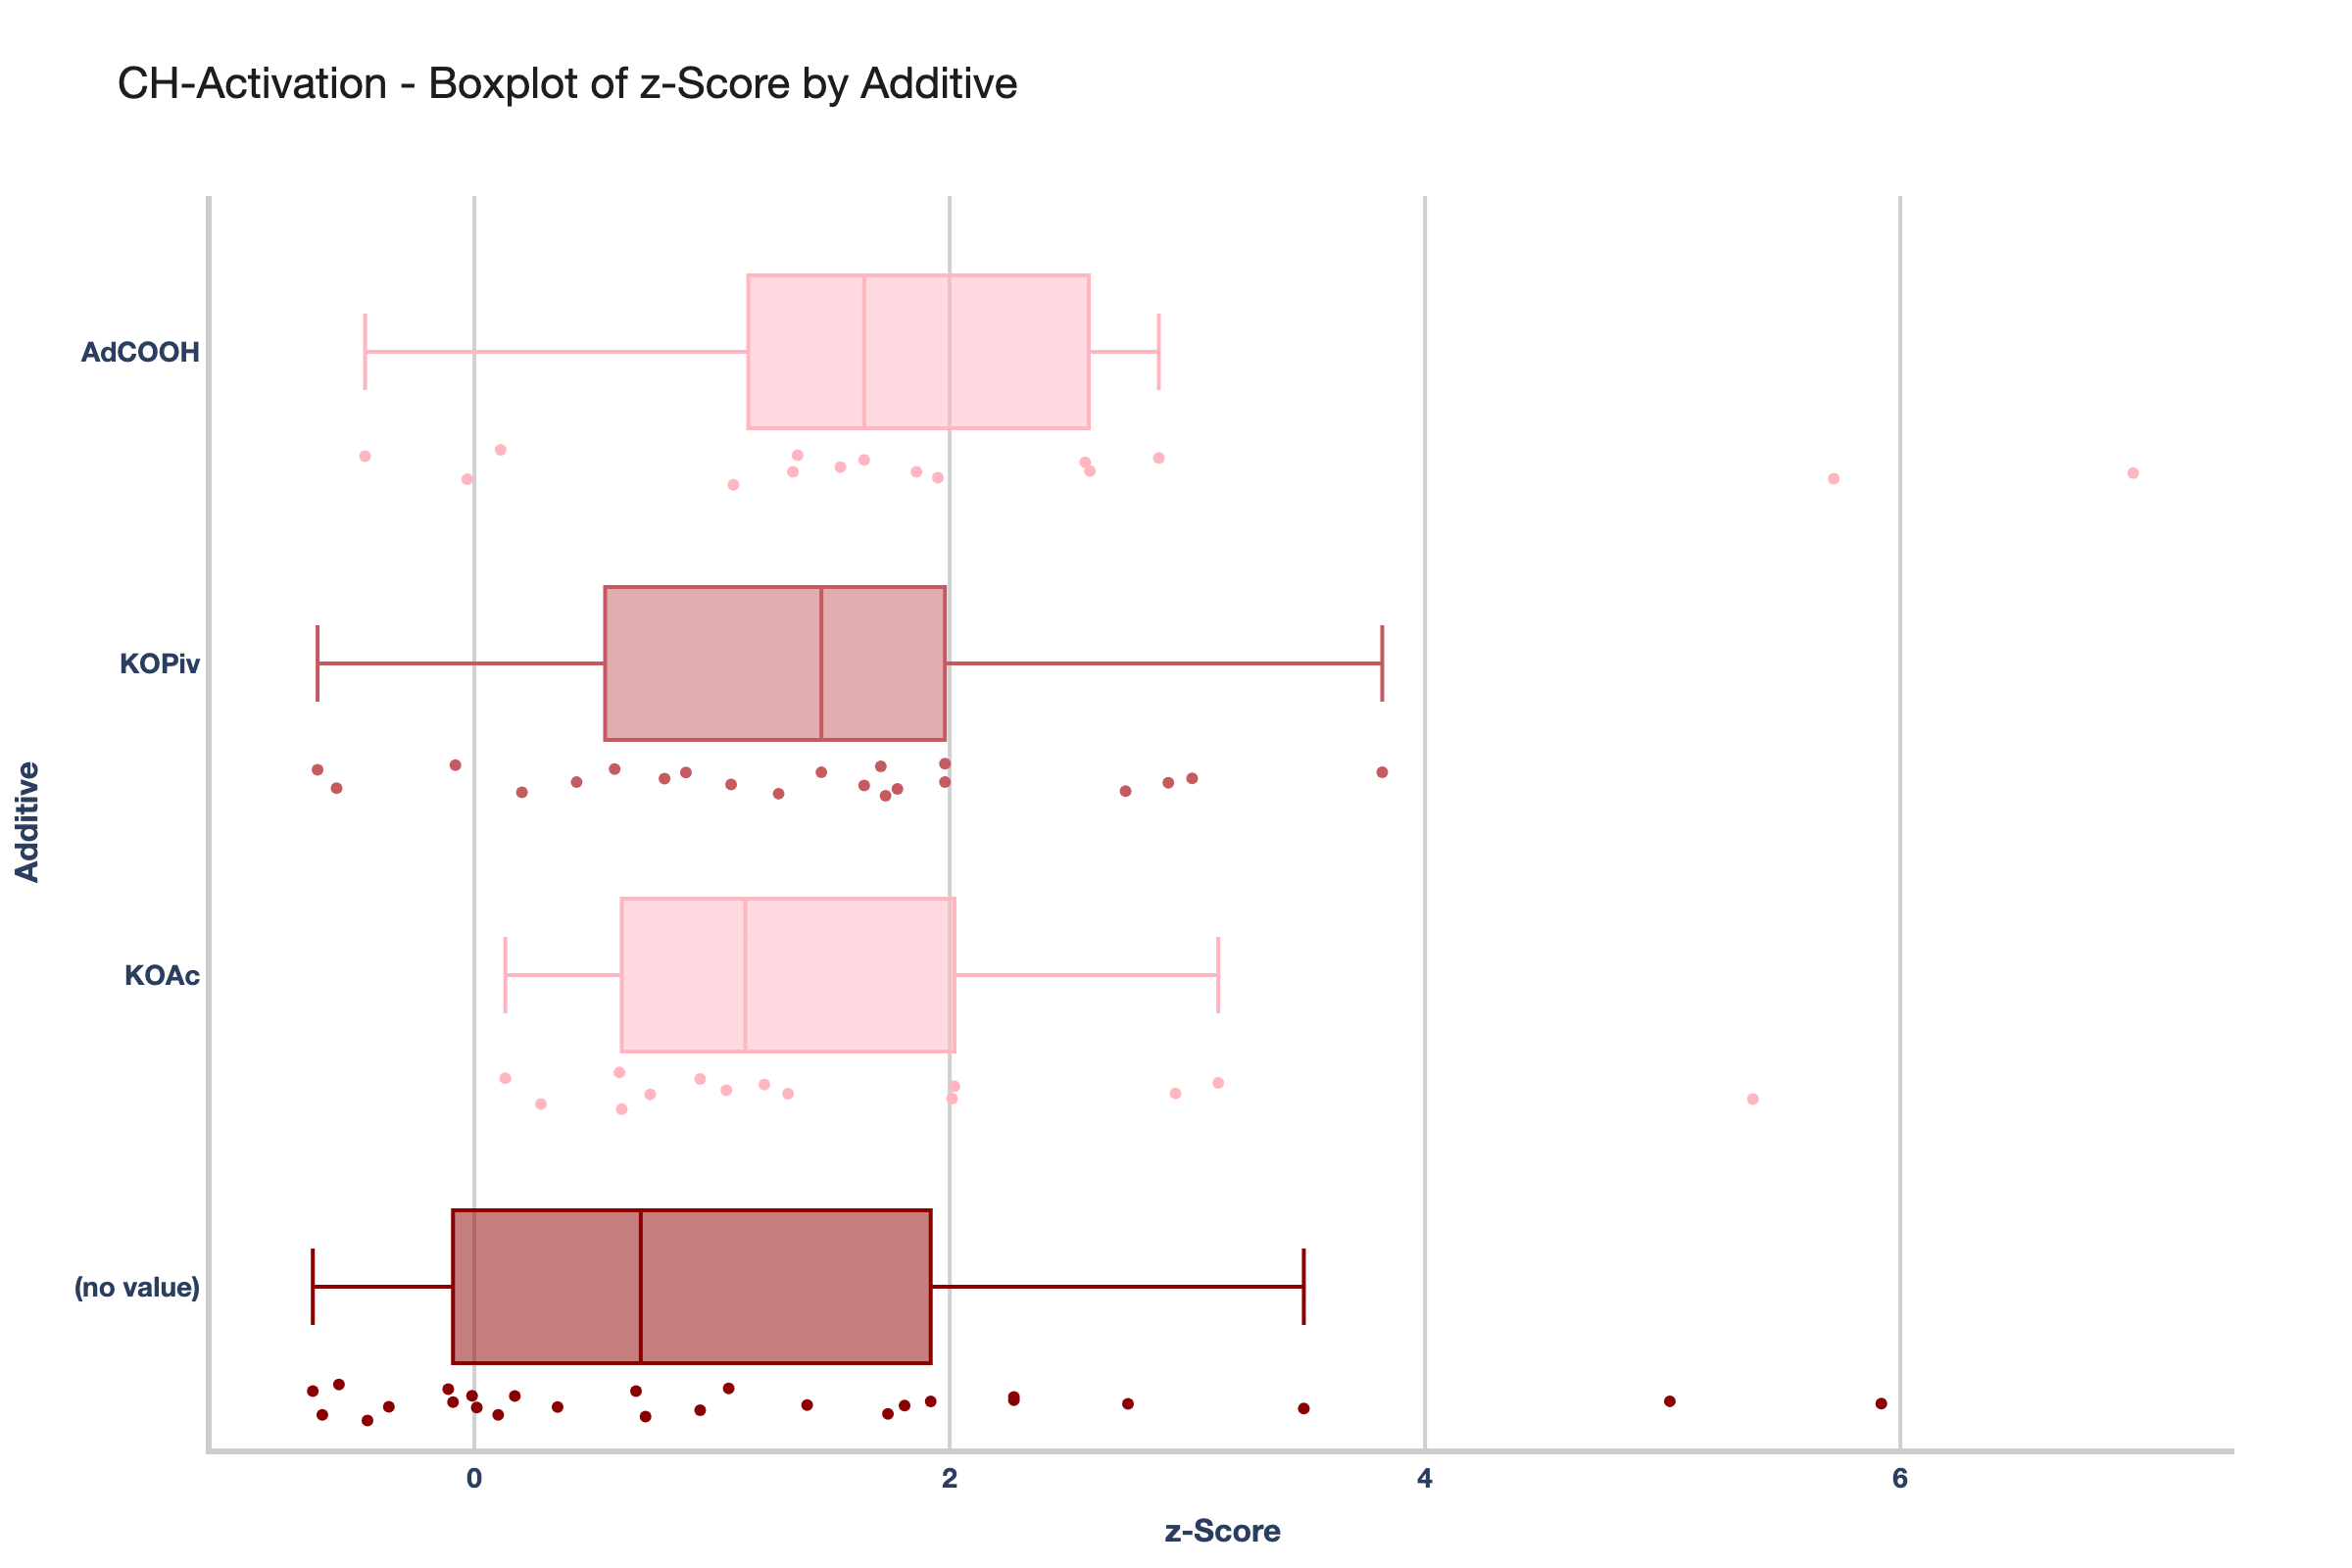 CH-Activation - Boxplot of z-Score by Additive
AdCOOH
KOPiv
KOAc
(no value)
Additive
0 2 4 6
z-Score